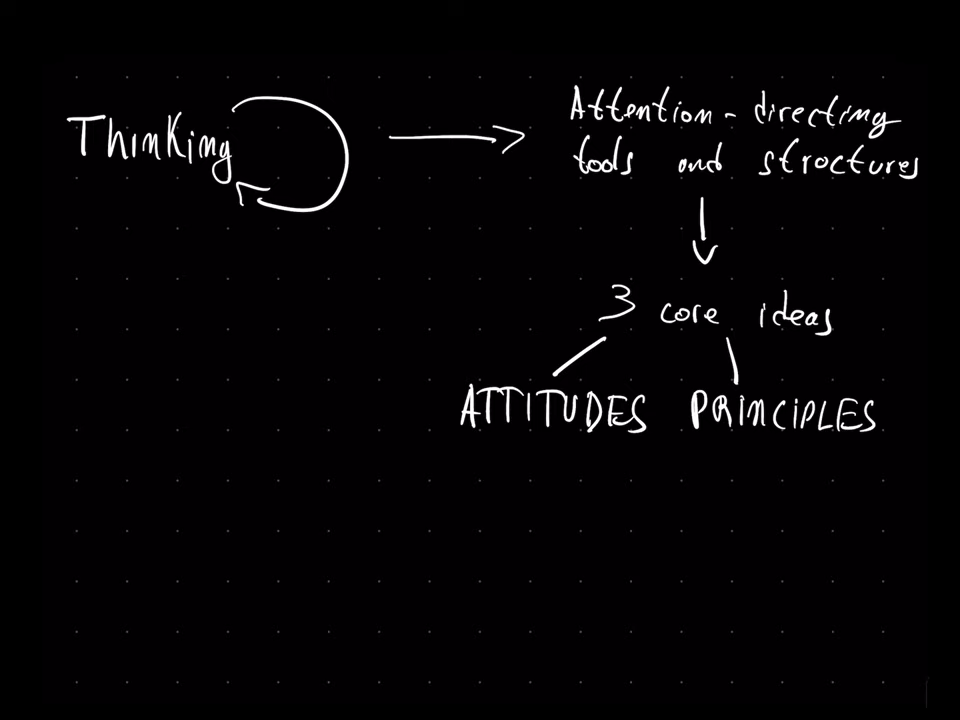 Thinking
Attention-directing
tools and structures
3 core ideas
ATTITUDES PRINCIPLES